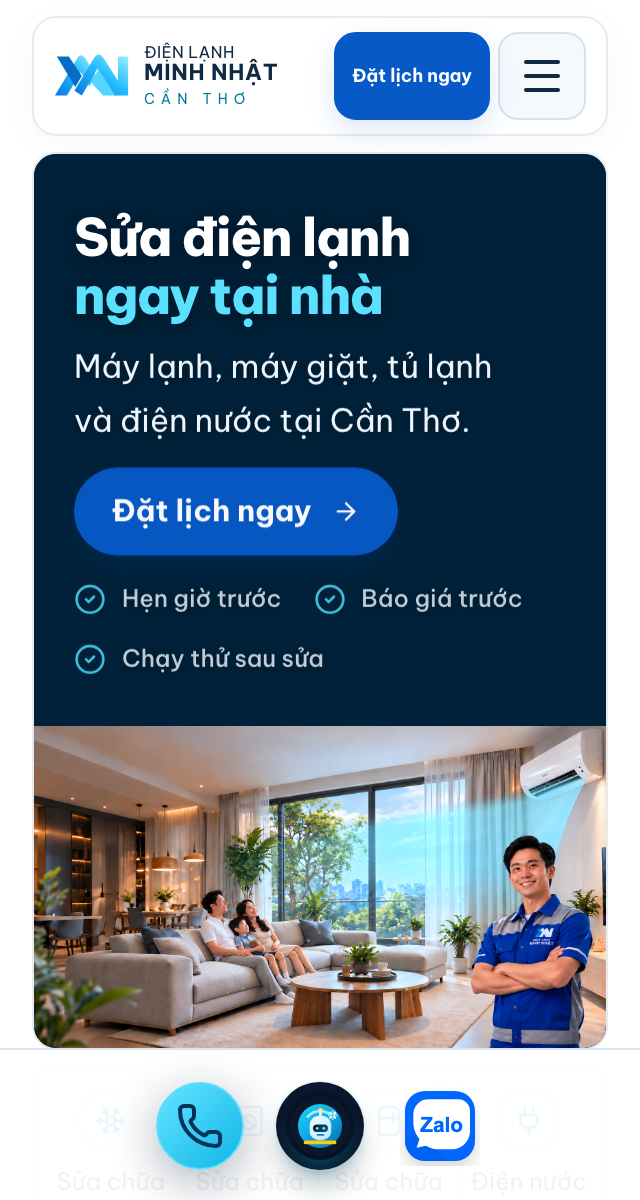 ĐIỆN LẠNH
MINH NHẬT
CẦN THƠ
Đặt lịch ngay
Sửa điện lạnh
ngay tại nhà
Máy lạnh, máy giặt, tủ lạnh
và điện nước tại Cần Thơ.
Đặt lịch ngay
Hẹn giờ trước
Báo giá trước
Chạy thử sau sửa
MINH NHẬT
Zalo
Sửa chữa
Sửa chữa
Sửa chữa
Điện nước